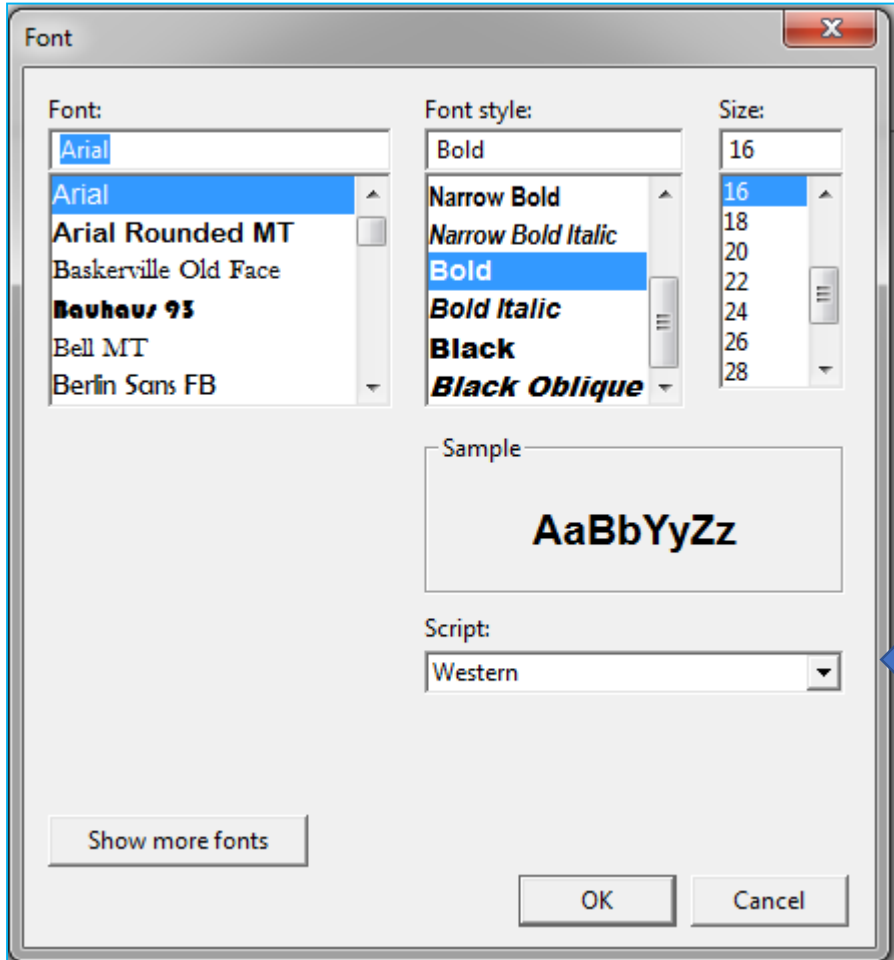 Font
Font:
Font style:
Size:
Arial
Bold
16
Arial
Arial Rounded MT
Baskerville Old Face
Bauhaus 93
Bell MT
Berlin Sans FB
Narrow Bold
Narrow Bold Italic
Bold
Bold Italic
Black
Black Oblique
16
18
20
22
24
26
28
Sample
AaBbYyZz
Script:
Western
Show more fonts
OK
Cancel